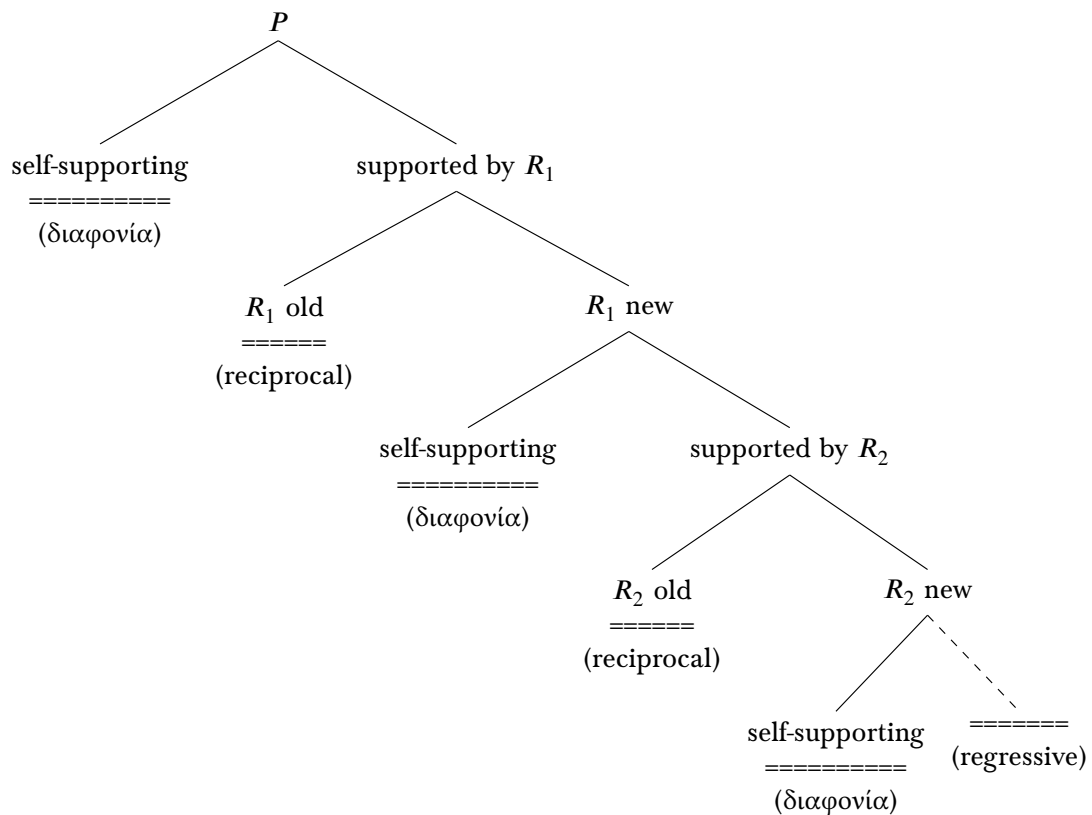 P
self-supporting
==========
(διαφονία)
supported by R₁
R₁ old
======
(reciprocal)
R₁ new
self-supporting
==========
(διαφονία)
supported by R₂
R₂ old
======
(reciprocal)
R₂ new
self-supporting
==========
(διαφονία)
=======
(regressive)